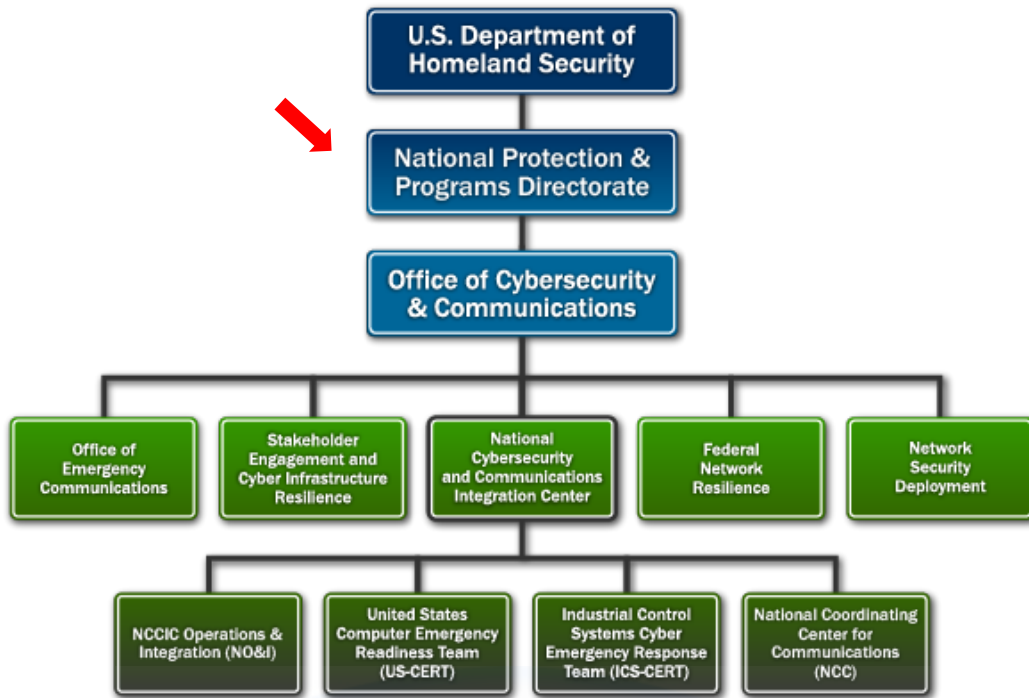 U.S. Department of
Homeland Security
National Protection &
Programs Directorate
Office of Cybersecurity
& Communications
Office of
Emergency
Communications
Stakeholder
Engagement and
Cyber Infrastructure
Resilience
National
Cybersecurity
and Communications
Integration Center
Federal
Network
Resilience
Network
Security
Deployment
NCCIC Operations &
Integration (NO&I)
United States
Computer Emergency
Readiness Team
(US-CERT)
Industrial Control
Systems Cyber
Emergency Response
Team (ICS-CERT)
National Coordinating
Center for
Communications
(NCC)